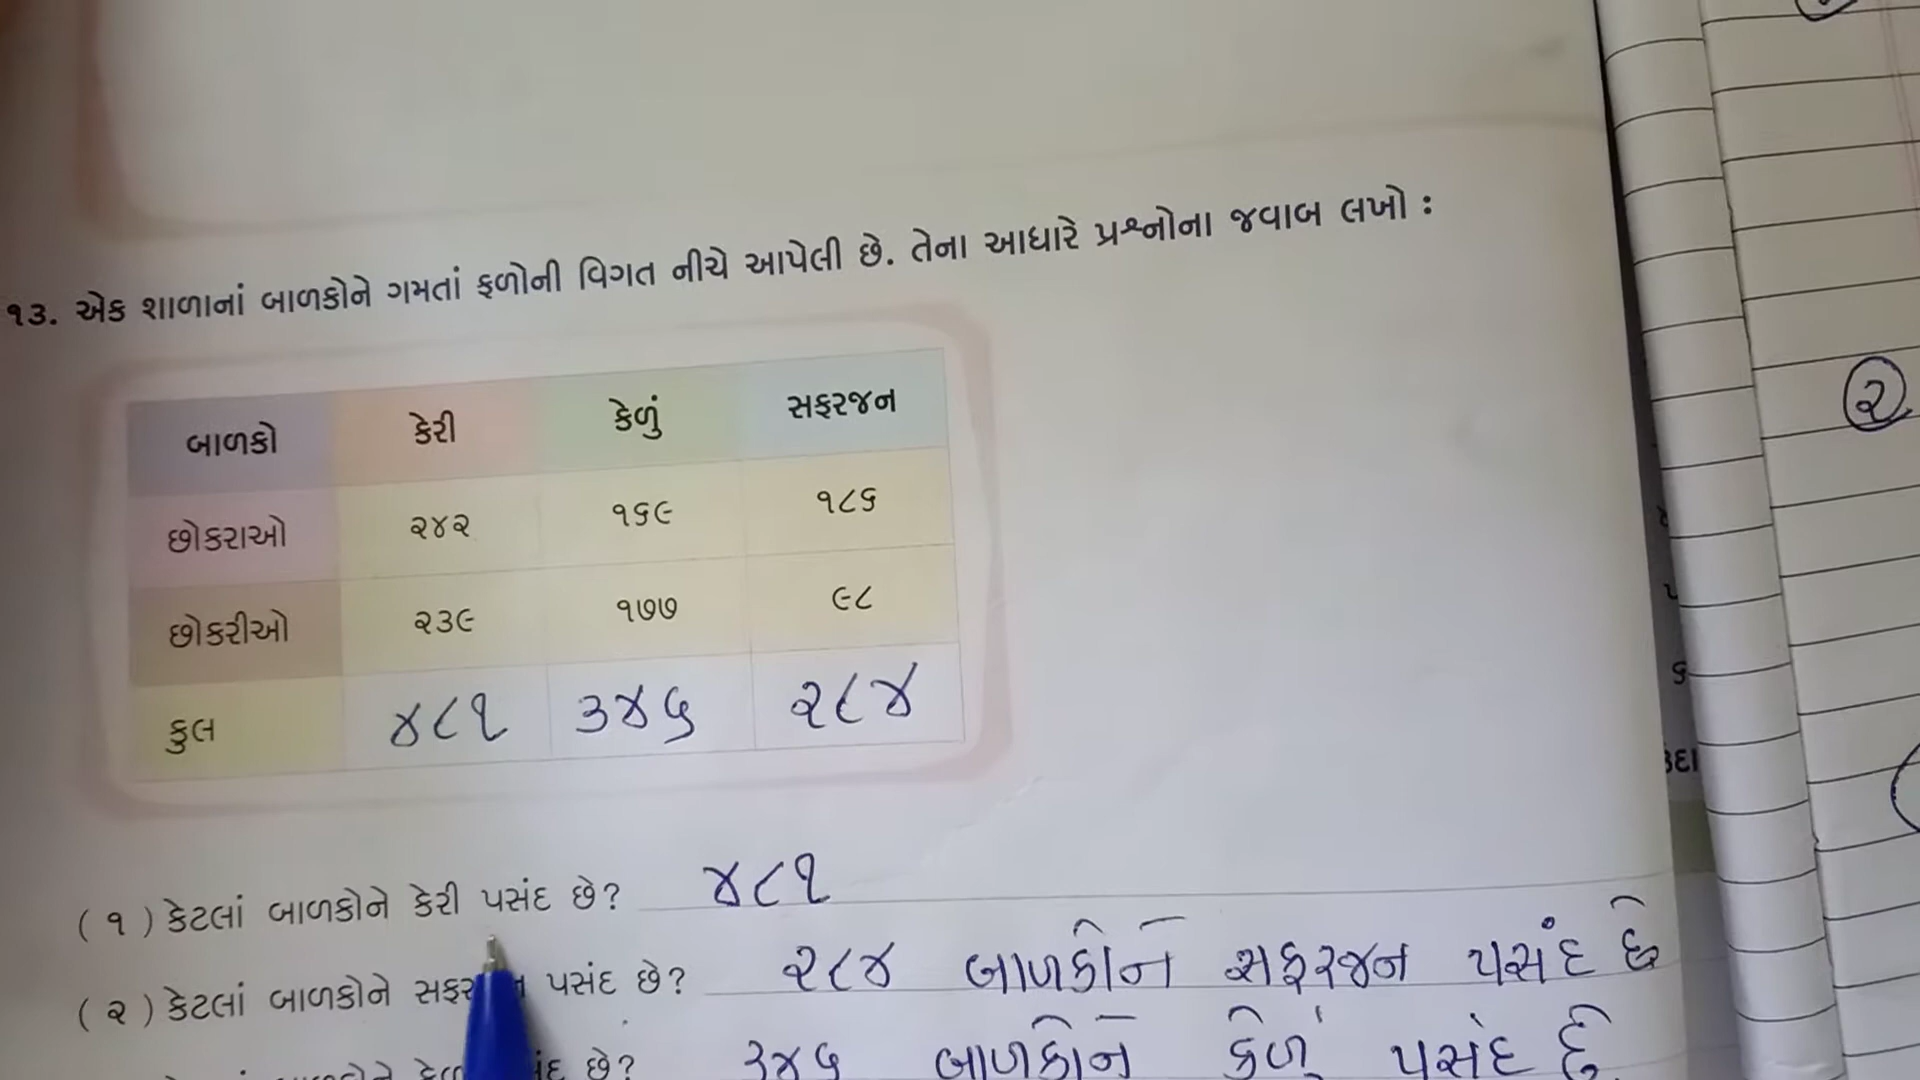 ૧૩. એક શાળાનાં બાળકોને ગમતાં ફળોની વિગત નીચે આપેલી છે. તેના આધારે પ્રશ્નોના જવાબ લખો :
બાળકો કેરી કેળું સફરજન
છોકરાઓ ૨૪૨ ૧૬૯ ૧૮૬
છોકરીઓ ૨૩૯ ૧૭૭ ૯૮
કુલ ૪૮૧ ૩૪૬ ૨૮૪
(૧) કેટલાં બાળકોને કેરી પસંદ છે? ૪૮૧
(૨) કેટલાં બાળકોને પસંદ છે? ૨૮૪ બાળકોને સફરજન પસંદ છે
છે? ૩૪૬ બાળકોને કેળું પસંદ છે
૨